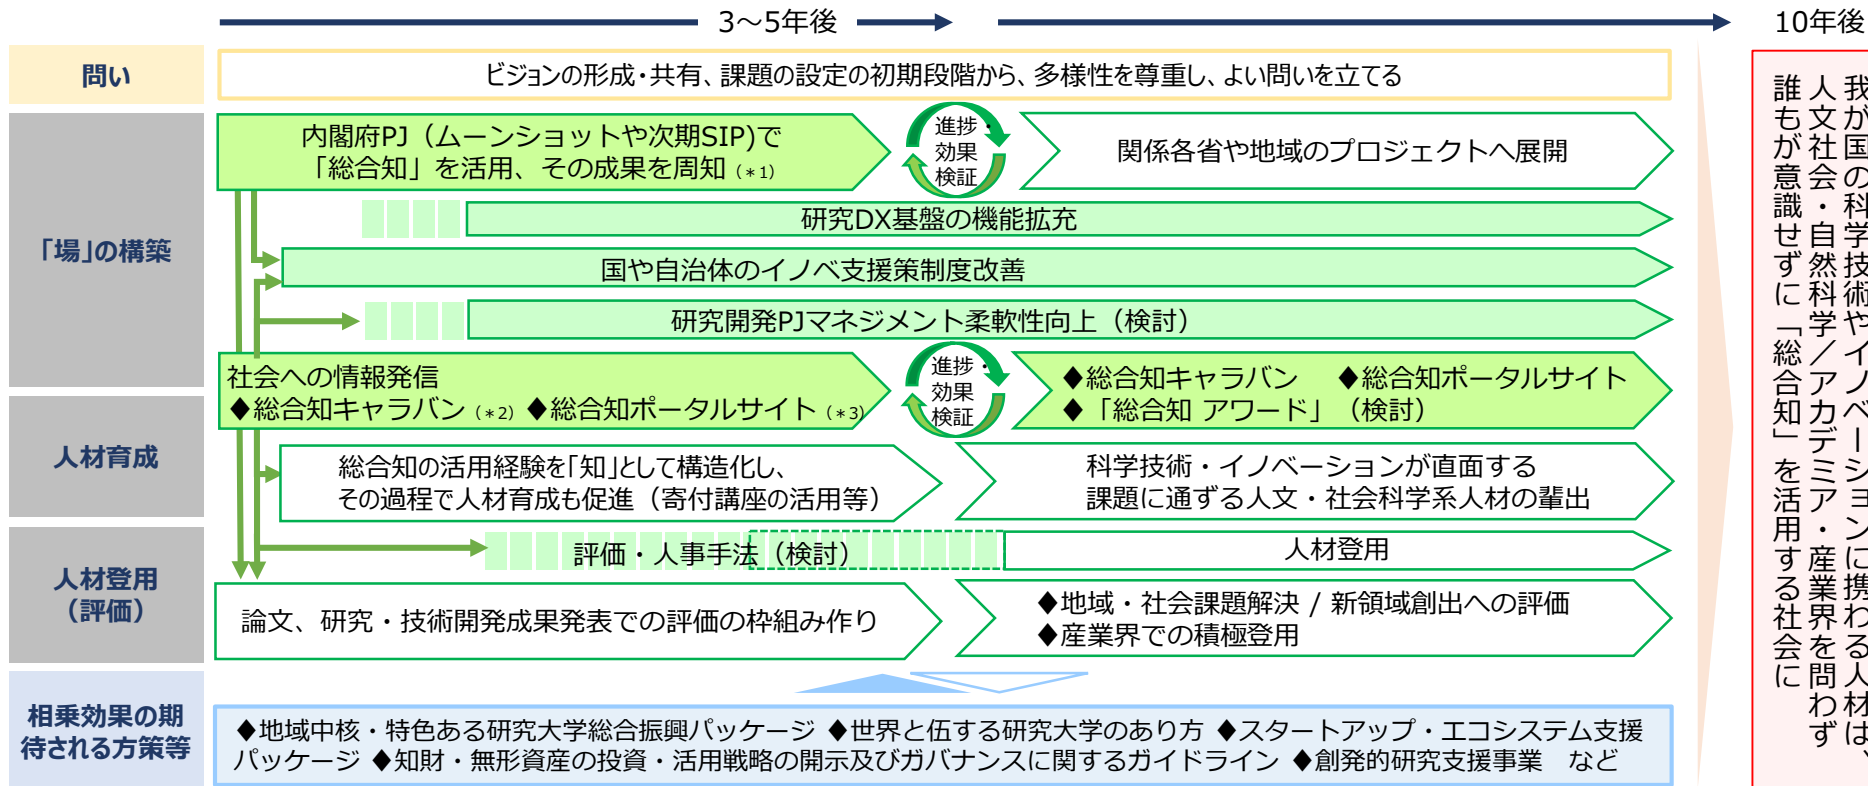 3～5年後
10年後
問い
ビジョンの形成・共有、課題の設定の初期段階から、多様性を尊重し、よい問いを立てる
「場」の構築
内閣府PJ（ムーンショットや次期SIP)で
「総合知」を活用、その成果を周知（＊1）
進捗・
効果
検証
関係各省や地域のプロジェクトへ展開
研究DX基盤の機能拡充
国や自治体のイノベ支援策制度改善
研究開発PJマネジメント柔軟性向上（検討）
社会への情報発信
◆総合知キャラバン（＊2）◆総合知ポータルサイト（＊3）
進捗・
効果
検証
◆総合知キャラバン　◆総合知ポータルサイト
◆「総合知 アワード」（検討）
人材育成
総合知の活用経験を「知」として構造化し、
その過程で人材育成も促進（寄付講座の活用等）
科学技術・イノベーションが直面する
課題に通ずる人文・社会科学系人材の輩出
人材登用
（評価）
評価・人事手法（検討）
人材登用
論文、研究・技術開発成果発表での評価の枠組み作り
◆地域・社会課題解決 / 新領域創出への評価
◆産業界での積極登用
相乗効果の期
待される方策等
◆地域中核・特色ある研究大学総合振興パッケージ ◆世界と伍する研究大学のあり方 ◆スタートアップ・エコシステム支援
パッケージ ◆知財・無形資産の投資・活用戦略の開示及びガバナンスに関するガイドライン ◆創発的研究支援事業　など
我が国の科学技術やイノベーションに携わる人材は、
人文社会・自然科学／アカデミア・産業界を問わず
誰もが意識せずに「総合知」を活用する社会に